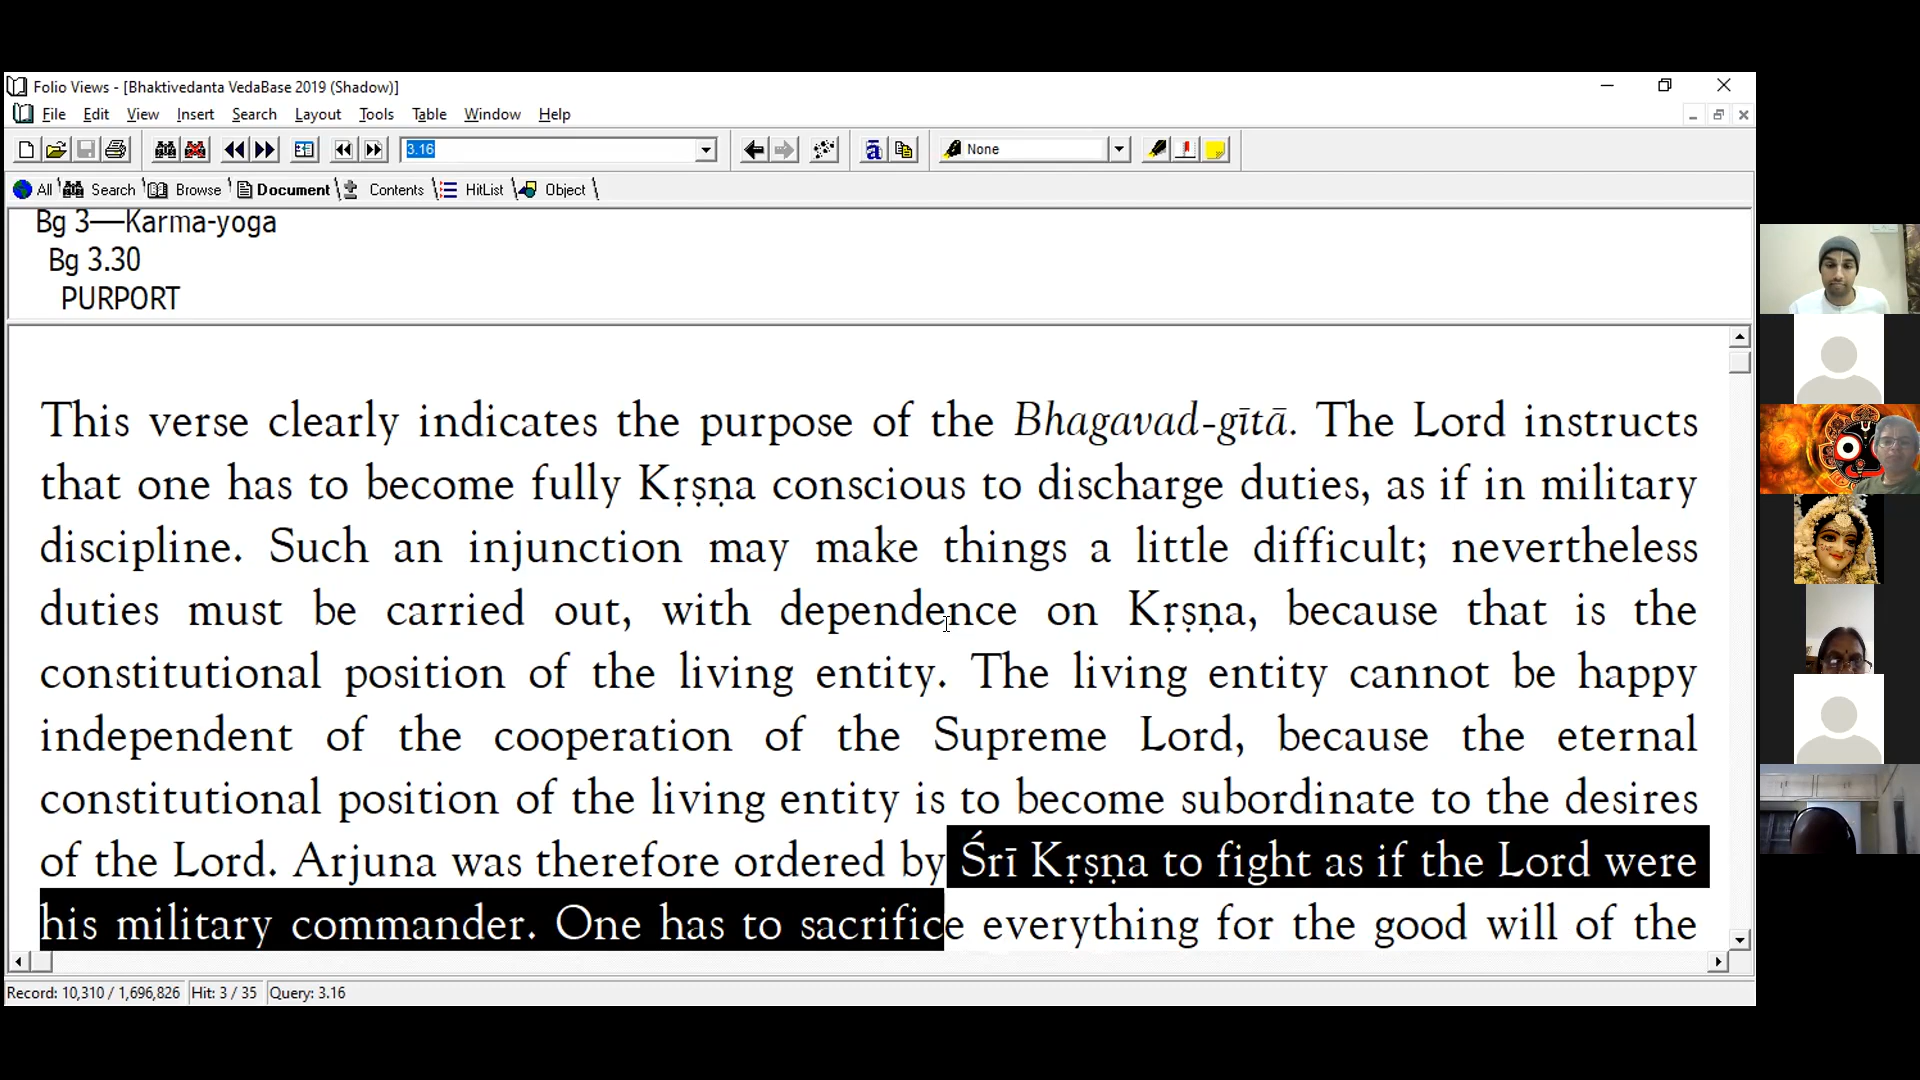 Folio Views - [Bhaktivedanta VedaBase 2019 (Shadow)]
File Edit View Insert Search Layout Tools Table Window Help
3.16 None
All Search Browse Document Contents HitList Object
Bg 3—Karma-yoga
Bg 3.30
PURPORT
This verse clearly indicates the purpose of the Bhagavad-gītā. The Lord instructs
that one has to become fully Kṛṣṇa conscious to discharge duties, as if in military
discipline. Such an injunction may make things a little difficult; nevertheless
duties must be carried out, with dependence on Kṛṣṇa, because that is the
constitutional position of the living entity. The living entity cannot be happy
independent of the cooperation of the Supreme Lord, because the eternal
constitutional position of the living entity is to become subordinate to the desires
of the Lord. Arjuna was therefore ordered by Śrī Kṛṣṇa to fight as if the Lord were
his military commander. One has to sacrifice everything for the good will of the
Record: 10,310 / 1,696,826 Hit: 3 / 35 Query: 3.16